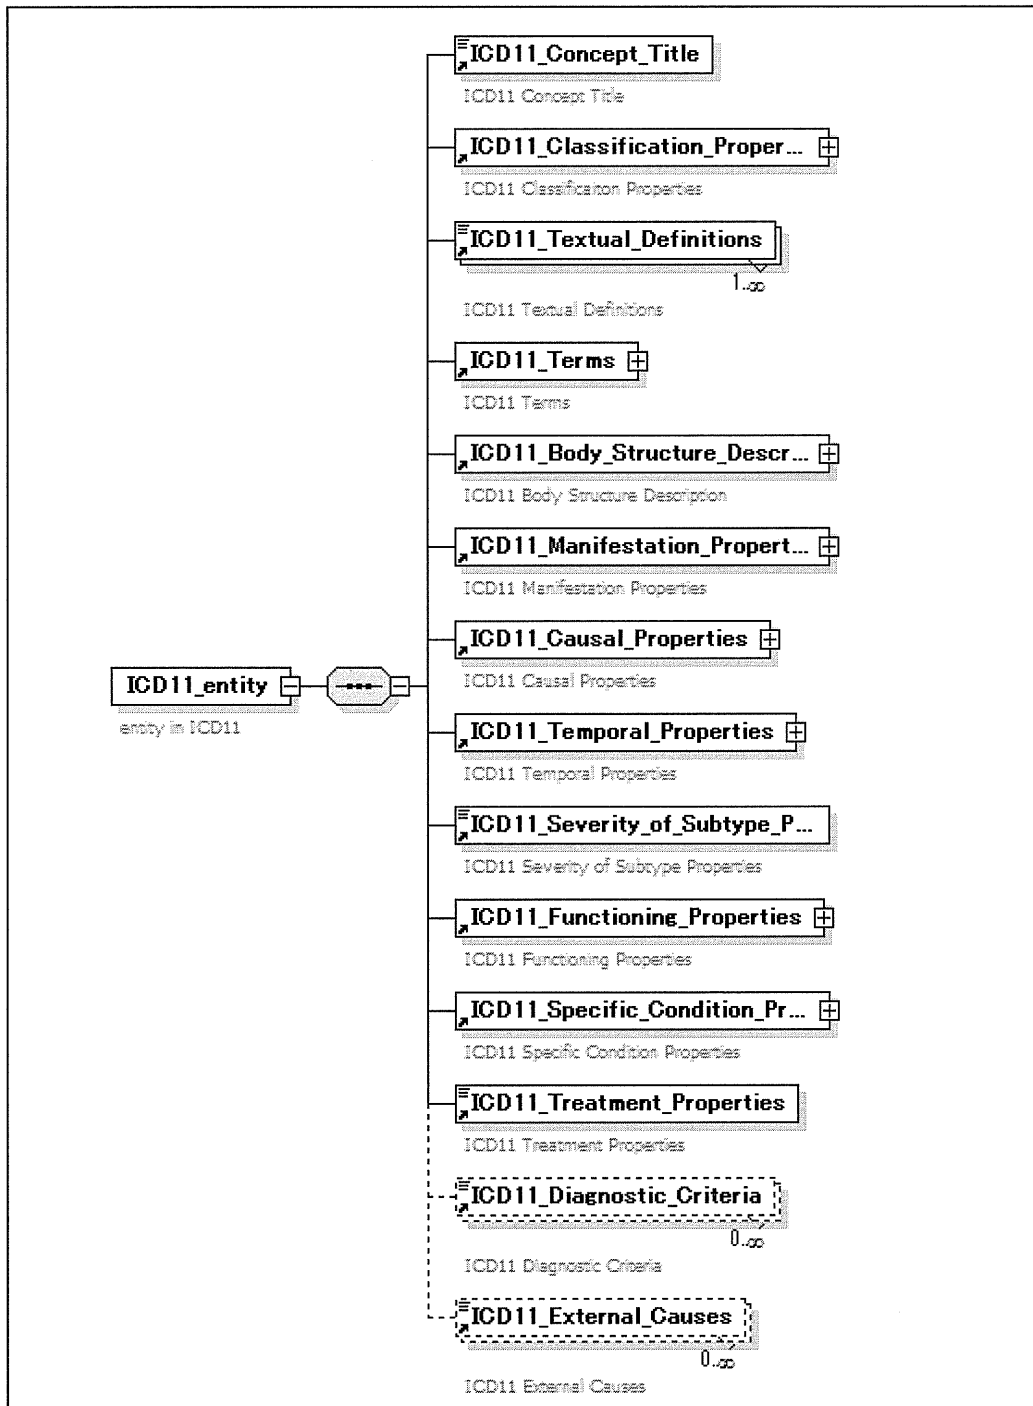 ICD11_Concept_Title
ICD11 Concept Title
ICD11_Classification_Proper...
ICD11 Classificaiton Properties
ICD11_Textual_Definitions
1..∞
ICD11 Textual Definitions
ICD11_Terms
ICD11 Terms
ICD11_Body_Structure_Descr...
ICD11 Body Structure Description
ICD11_Manifestation_Propert...
ICD11 Manifestation Properties
ICD11_Causal_Properties
ICD11 Causal Properties
ICD11_entity
entity in ICD11
ICD11_Temporal_Properties
ICD11 Temporal Properties
ICD11_Severity_of_Subtype_P...
ICD11 Severity of Subtype Properties
ICD11_Functioning_Properties
ICD11 Functioning Properties
ICD11_Specific_Condition_Pr...
ICD11 Specific Condition Properties
ICD11_Treatment_Properties
ICD11 Treatment Properties
ICD11_Diagnostic_Criteria
0..∞
ICD11 Diagnostic Criteria
ICD11_External_Causes
0..∞
ICD11 External Causes